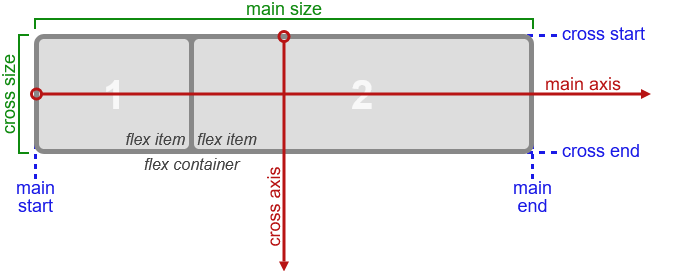 main size
cross start
cross size
main axis
1
2
flex item
flex item
cross end
flex container
cross axis
main
start
main
end